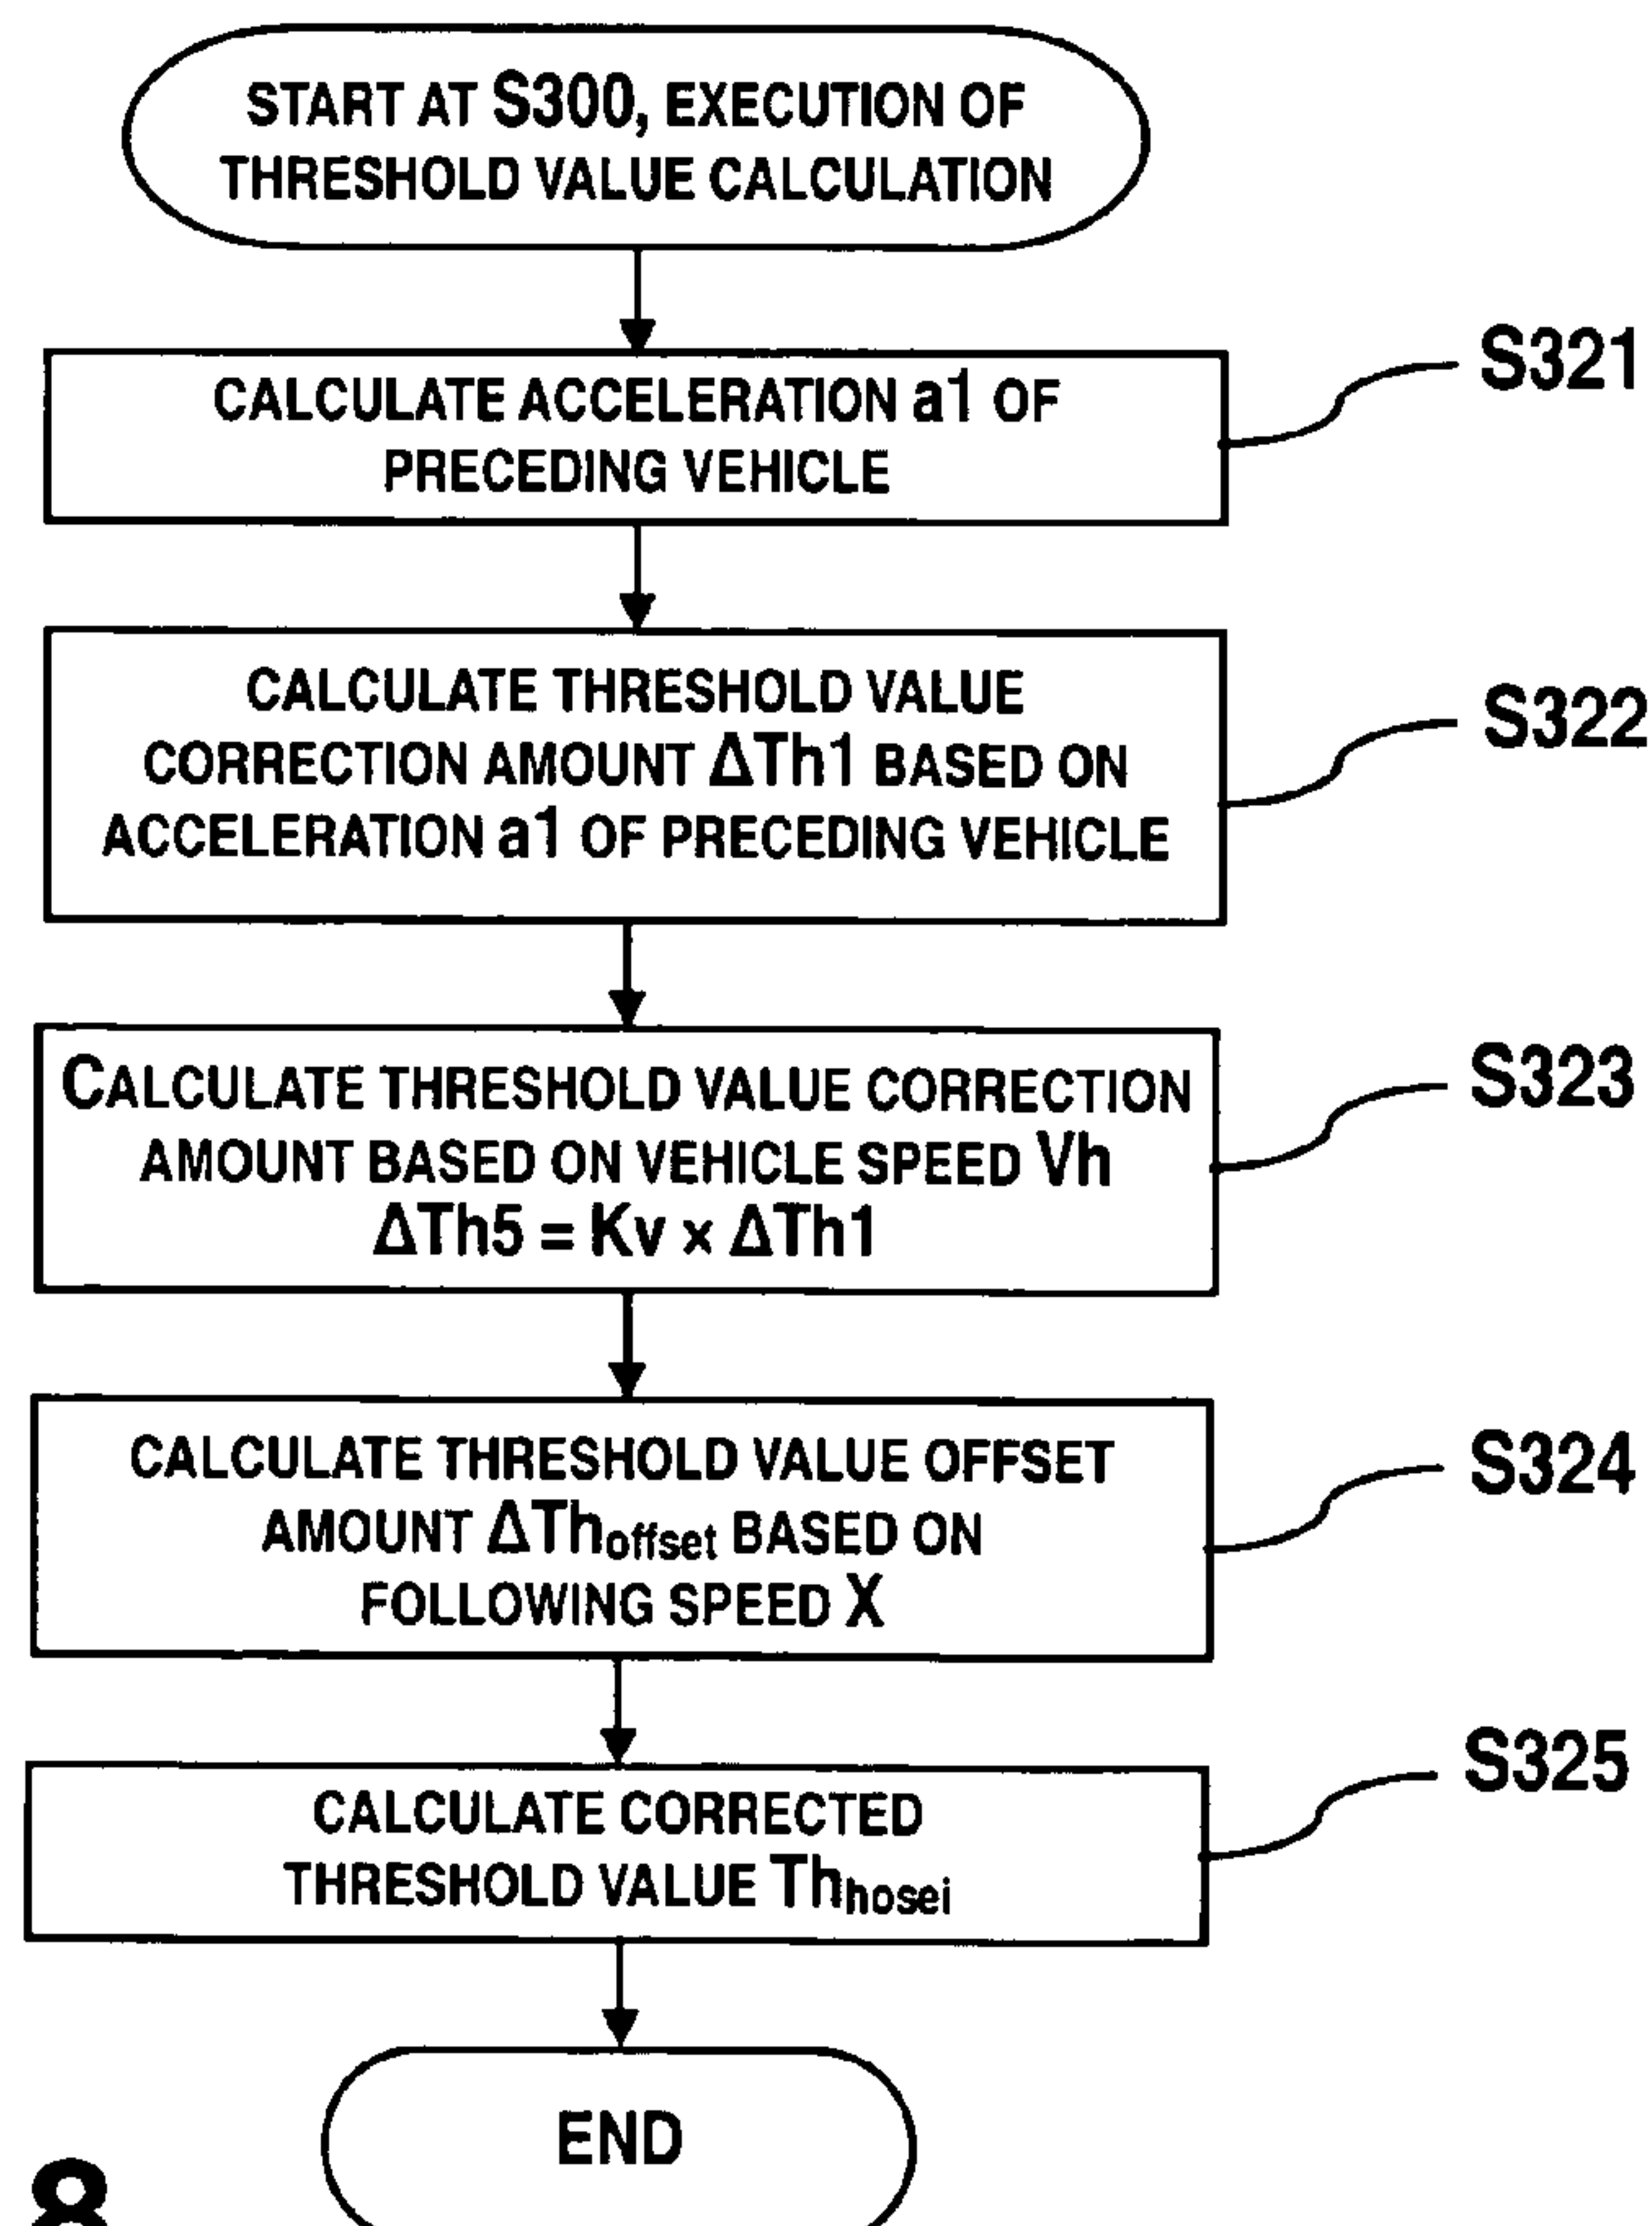 START AT S300, EXECUTION OF
THRESHOLD VALUE CALCULATION
CALCULATE ACCELERATION a1 OF
PRECEDING VEHICLE
S321
CALCULATE THRESHOLD VALUE
CORRECTION AMOUNT ΔTh1 BASED ON
ACCELERATION a1 OF PRECEDING VEHICLE
S322
CALCULATE THRESHOLD VALUE CORRECTION
AMOUNT BASED ON VEHICLE SPEED Vh
ΔTh5 = Kv × ΔTh1
S323
CALCULATE THRESHOLD VALUE OFFSET
AMOUNT ΔThoffset BASED ON
FOLLOWING SPEED X
S324
CALCULATE CORRECTED
THRESHOLD VALUE Thhosei
S325
END
8